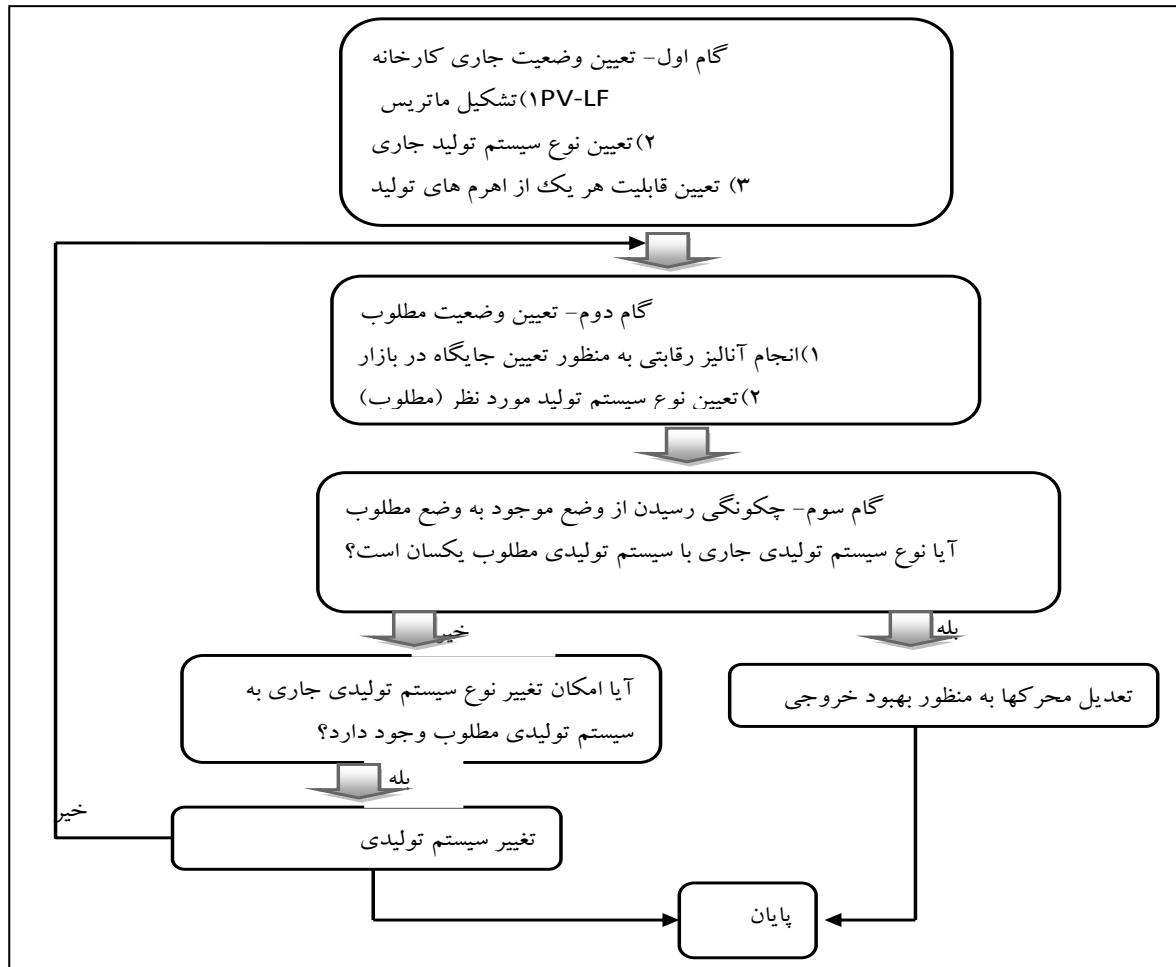 گام اول- تعیین وضعیت جاری کارخانه
۱)تشکیل ماتریس PV-LF
۲)تعیین نوع سیستم تولید جاری
۳) تعیین قابلیت هر یک از اهرم های تولید
گام دوم- تعیین وضعیت مطلوب
۱)انجام آنالیز رقابتی به منظور تعیین جایگاه در بازار
۲)تعیین نوع سیستم تولید مورد نظر (مطلوب)
گام سوم- چگونگی رسیدن از وضع موجود به وضع مطلوب
آیا نوع سیستم تولیدی جاری با سیستم تولیدی مطلوب یکسان است؟
بله
خیر
تعدیل محرکها به منظور بهبود خروجی
آیا امکان تغییر نوع سیستم تولیدی جاری به
سیستم تولیدی مطلوب وجود دارد؟
بله
خیر
تغییر سیستم تولیدی
پایان